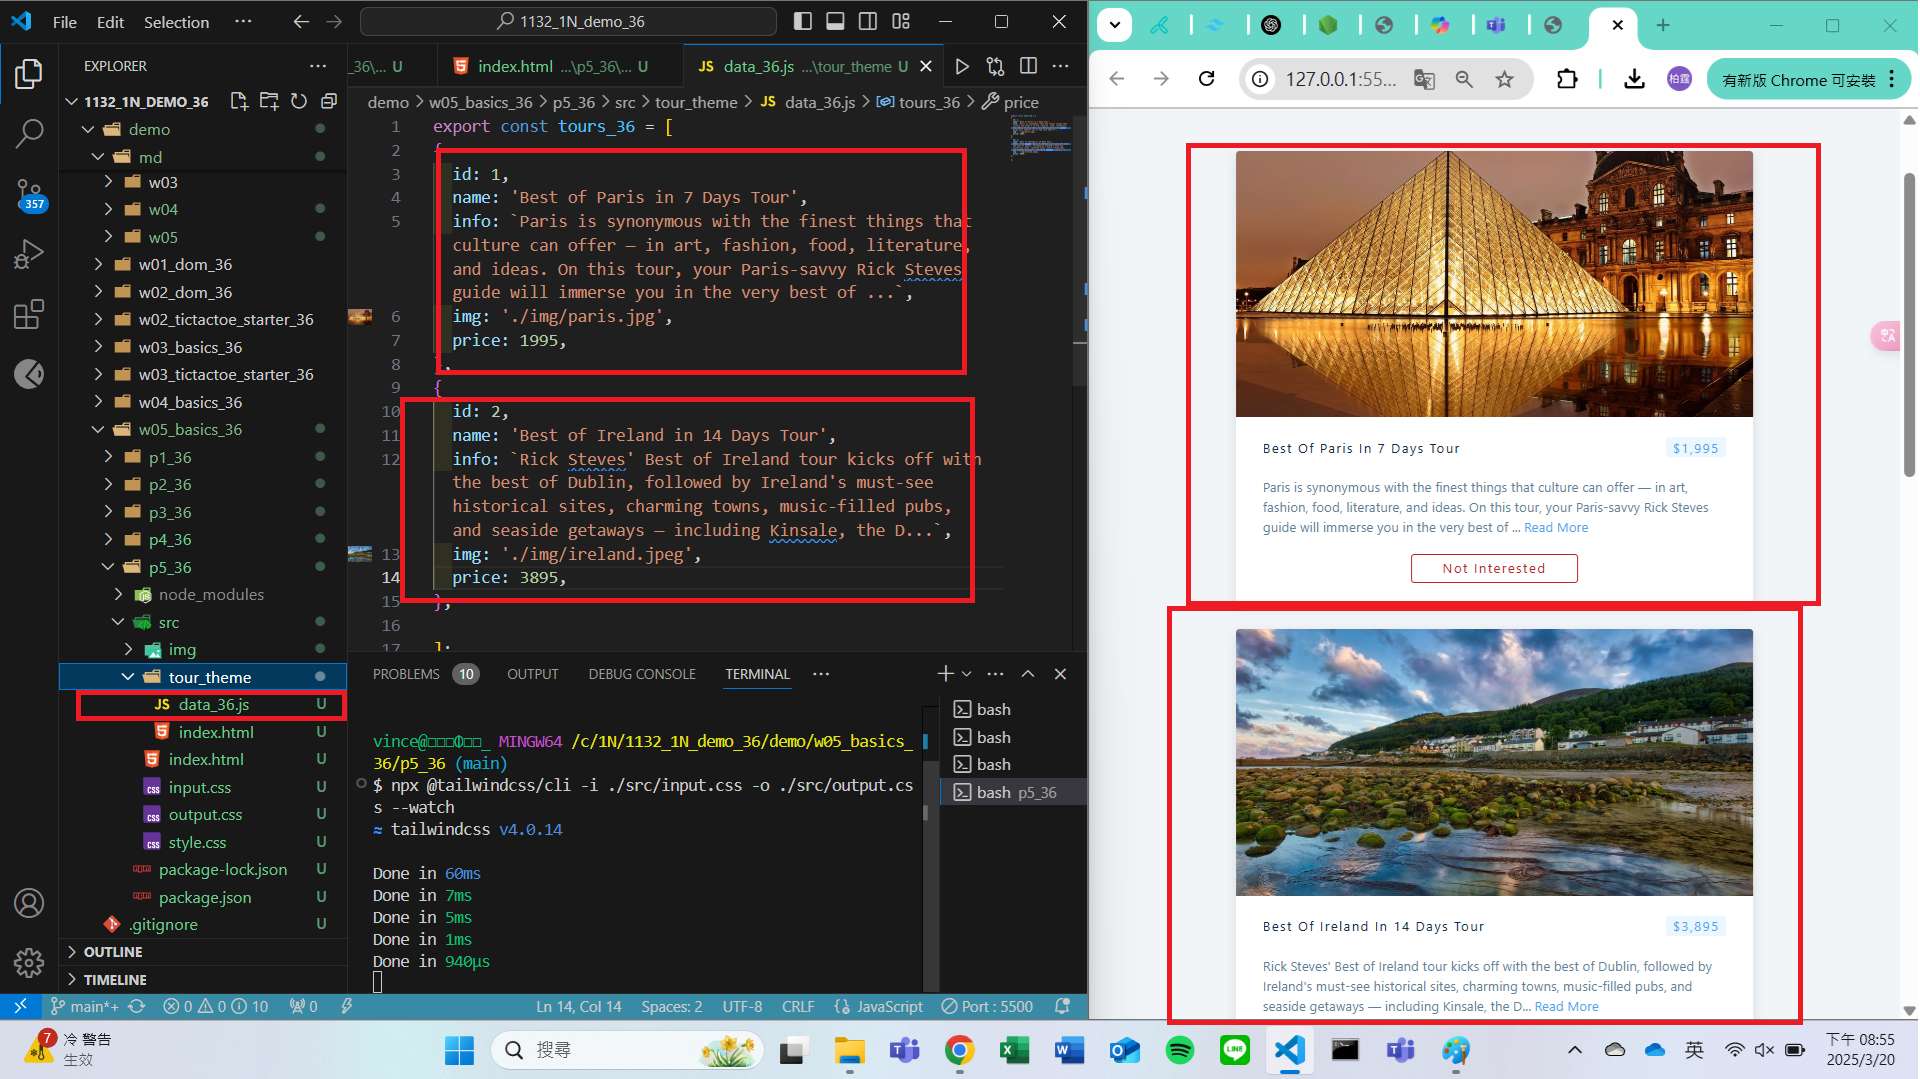 File Edit Selection ··· 1132_1N_demo_36
EXPLORER ···
1132_1N_DEMO_36
demo
md
w03
w04
w05
w01_dom_36
w02_dom_36
w02_tictactoe_starter_36
w03_basics_36
w03_tictactoe_starter_36
w04_basics_36
w05_basics_36
p1_36
p2_36
p3_36
p4_36
p5_36
node_modules
src
img
tour_theme
JS data_36.js U
index.html U
index.html U
input.css U
output.css U
style.css U
package-lock.json U
package.json U
.gitignore U
OUTLINE
TIMELINE
357
_36\... U index.html ...\p5_36\... U JS data_36.js ...\tour_theme U
demo > w05_basics_36 > p5_36 > src > tour_theme > JS data_36.js > tours_36 > price
1 export const tours_36 = [
2 {
3 id: 1,
4 name: 'Best of Paris in 7 Days Tour',
5 info: `Paris is synonymous with the finest things that
culture can offer — in art, fashion, food, literature,
and ideas. On this tour, your Paris-savvy Rick Steves
guide will immerse you in the very best of ...`,
6 img: './img/paris.jpg',
7 price: 1995,
8 },
9 {
10 id: 2,
11 name: 'Best of Ireland in 14 Days Tour',
12 info: `Rick Steves' Best of Ireland tour kicks off with
the best of Dublin, followed by Ireland's must-see
historical sites, charming towns, music-filled pubs,
and seaside getaways — including Kinsale, the D...`,
13 img: './img/ireland.jpeg',
14 price: 3895,
15 },
16
17 ];
PROBLEMS 10 OUTPUT DEBUG CONSOLE TERMINAL ···
vince@ MINGW64 /c/1N/1132_1N_demo_36/demo/w05_basics_
36/p5_36 (main)
$ npx @tailwindcss/cli -i ./src/input.css -o ./src/output.cs
s --watch
≈ tailwindcss v4.0.14
Done in 60ms
Done in 7ms
Done in 5ms
Done in 1ms
Done in 940µs
bash
bash
bash
bash p5_36
main*+ 0 0 10 0 Ln 14, Col 14 Spaces: 2 UTF-8 CRLF {} JavaScript Port : 5500
127.0.0.1:55... 柏霆 有新版 Chrome 可安裝
Best Of Paris In 7 Days Tour $1,995
Paris is synonymous with the finest things that culture can offer — in art,
fashion, food, literature, and ideas. On this tour, your Paris-savvy Rick Steves
guide will immerse you in the very best of ... Read More
Not Interested
Best Of Ireland In 14 Days Tour $3,895
Rick Steves' Best of Ireland tour kicks off with the best of Dublin, followed by
Ireland's must-see historical sites, charming towns, music-filled pubs, and
seaside getaways — including Kinsale, the D... Read More
7 冷 警告
生效
搜尋
LINE
英
下午 08:55
2025/3/20